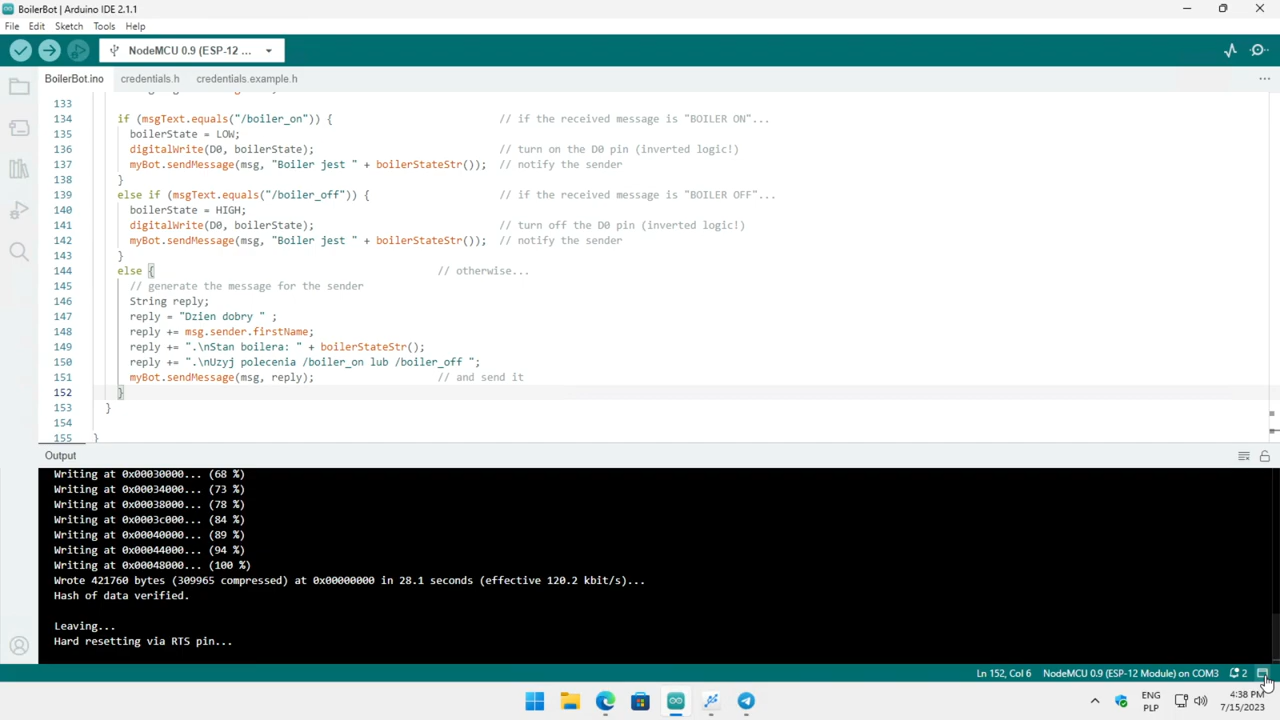 BoilerBot | Arduino IDE 2.1.1
File Edit Sketch Tools Help
NodeMCU 0.9 (ESP-12 ...
BoilerBot.ino credentials.h credentials.example.h
133
134 if (msgText.equals("/boiler_on")) { // if the received message is "BOILER ON"...
135 boilerState = LOW;
136 digitalWrite(D0, boilerState); // turn on the D0 pin (inverted logic!)
137 myBot.sendMessage(msg, "Boiler jest " + boilerStateStr()); // notify the sender
138 }
139 else if (msgText.equals("/boiler_off")) { // if the received message is "BOILER OFF"...
140 boilerState = HIGH;
141 digitalWrite(D0, boilerState); // turn off the D0 pin (inverted logic!)
142 myBot.sendMessage(msg, "Boiler jest " + boilerStateStr()); // notify the sender
143 }
144 else { // otherwise...
145 // generate the message for the sender
146 String reply;
147 reply = "Dzien dobry " ;
148 reply += msg.sender.firstName;
149 reply += ".\nStan boilera: " + boilerStateStr();
150 reply += ".\nUzyj polecenia /boiler_on lub /boiler_off ";
151 myBot.sendMessage(msg, reply); // and send it
152 }
153 }
154
155 }
Output
Writing at 0x00030000... (68 %)
Writing at 0x00034000... (73 %)
Writing at 0x00038000... (78 %)
Writing at 0x0003c000... (84 %)
Writing at 0x00040000... (89 %)
Writing at 0x00044000... (94 %)
Writing at 0x00048000... (100 %)
Wrote 421760 bytes (309965 compressed) at 0x00000000 in 28.1 seconds (effective 120.2 kbit/s)...
Hash of data verified.
Leaving...
Hard resetting via RTS pin...
Ln 152, Col 6 NodeMCU 0.9 (ESP-12 Module) on COM3 2
ENG 4:38 PM
PLP 7/15/2023